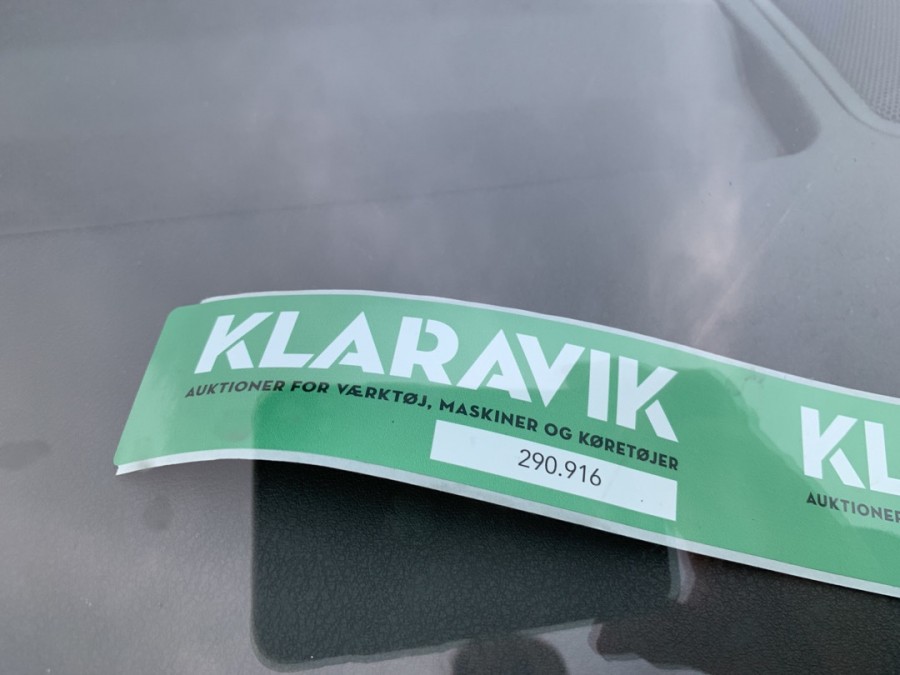 KLARAVIK
AUKTIONER FOR VÆRKTØJ, MASKINER OG KØRETØJER
290.916
KL
AUKTIONER